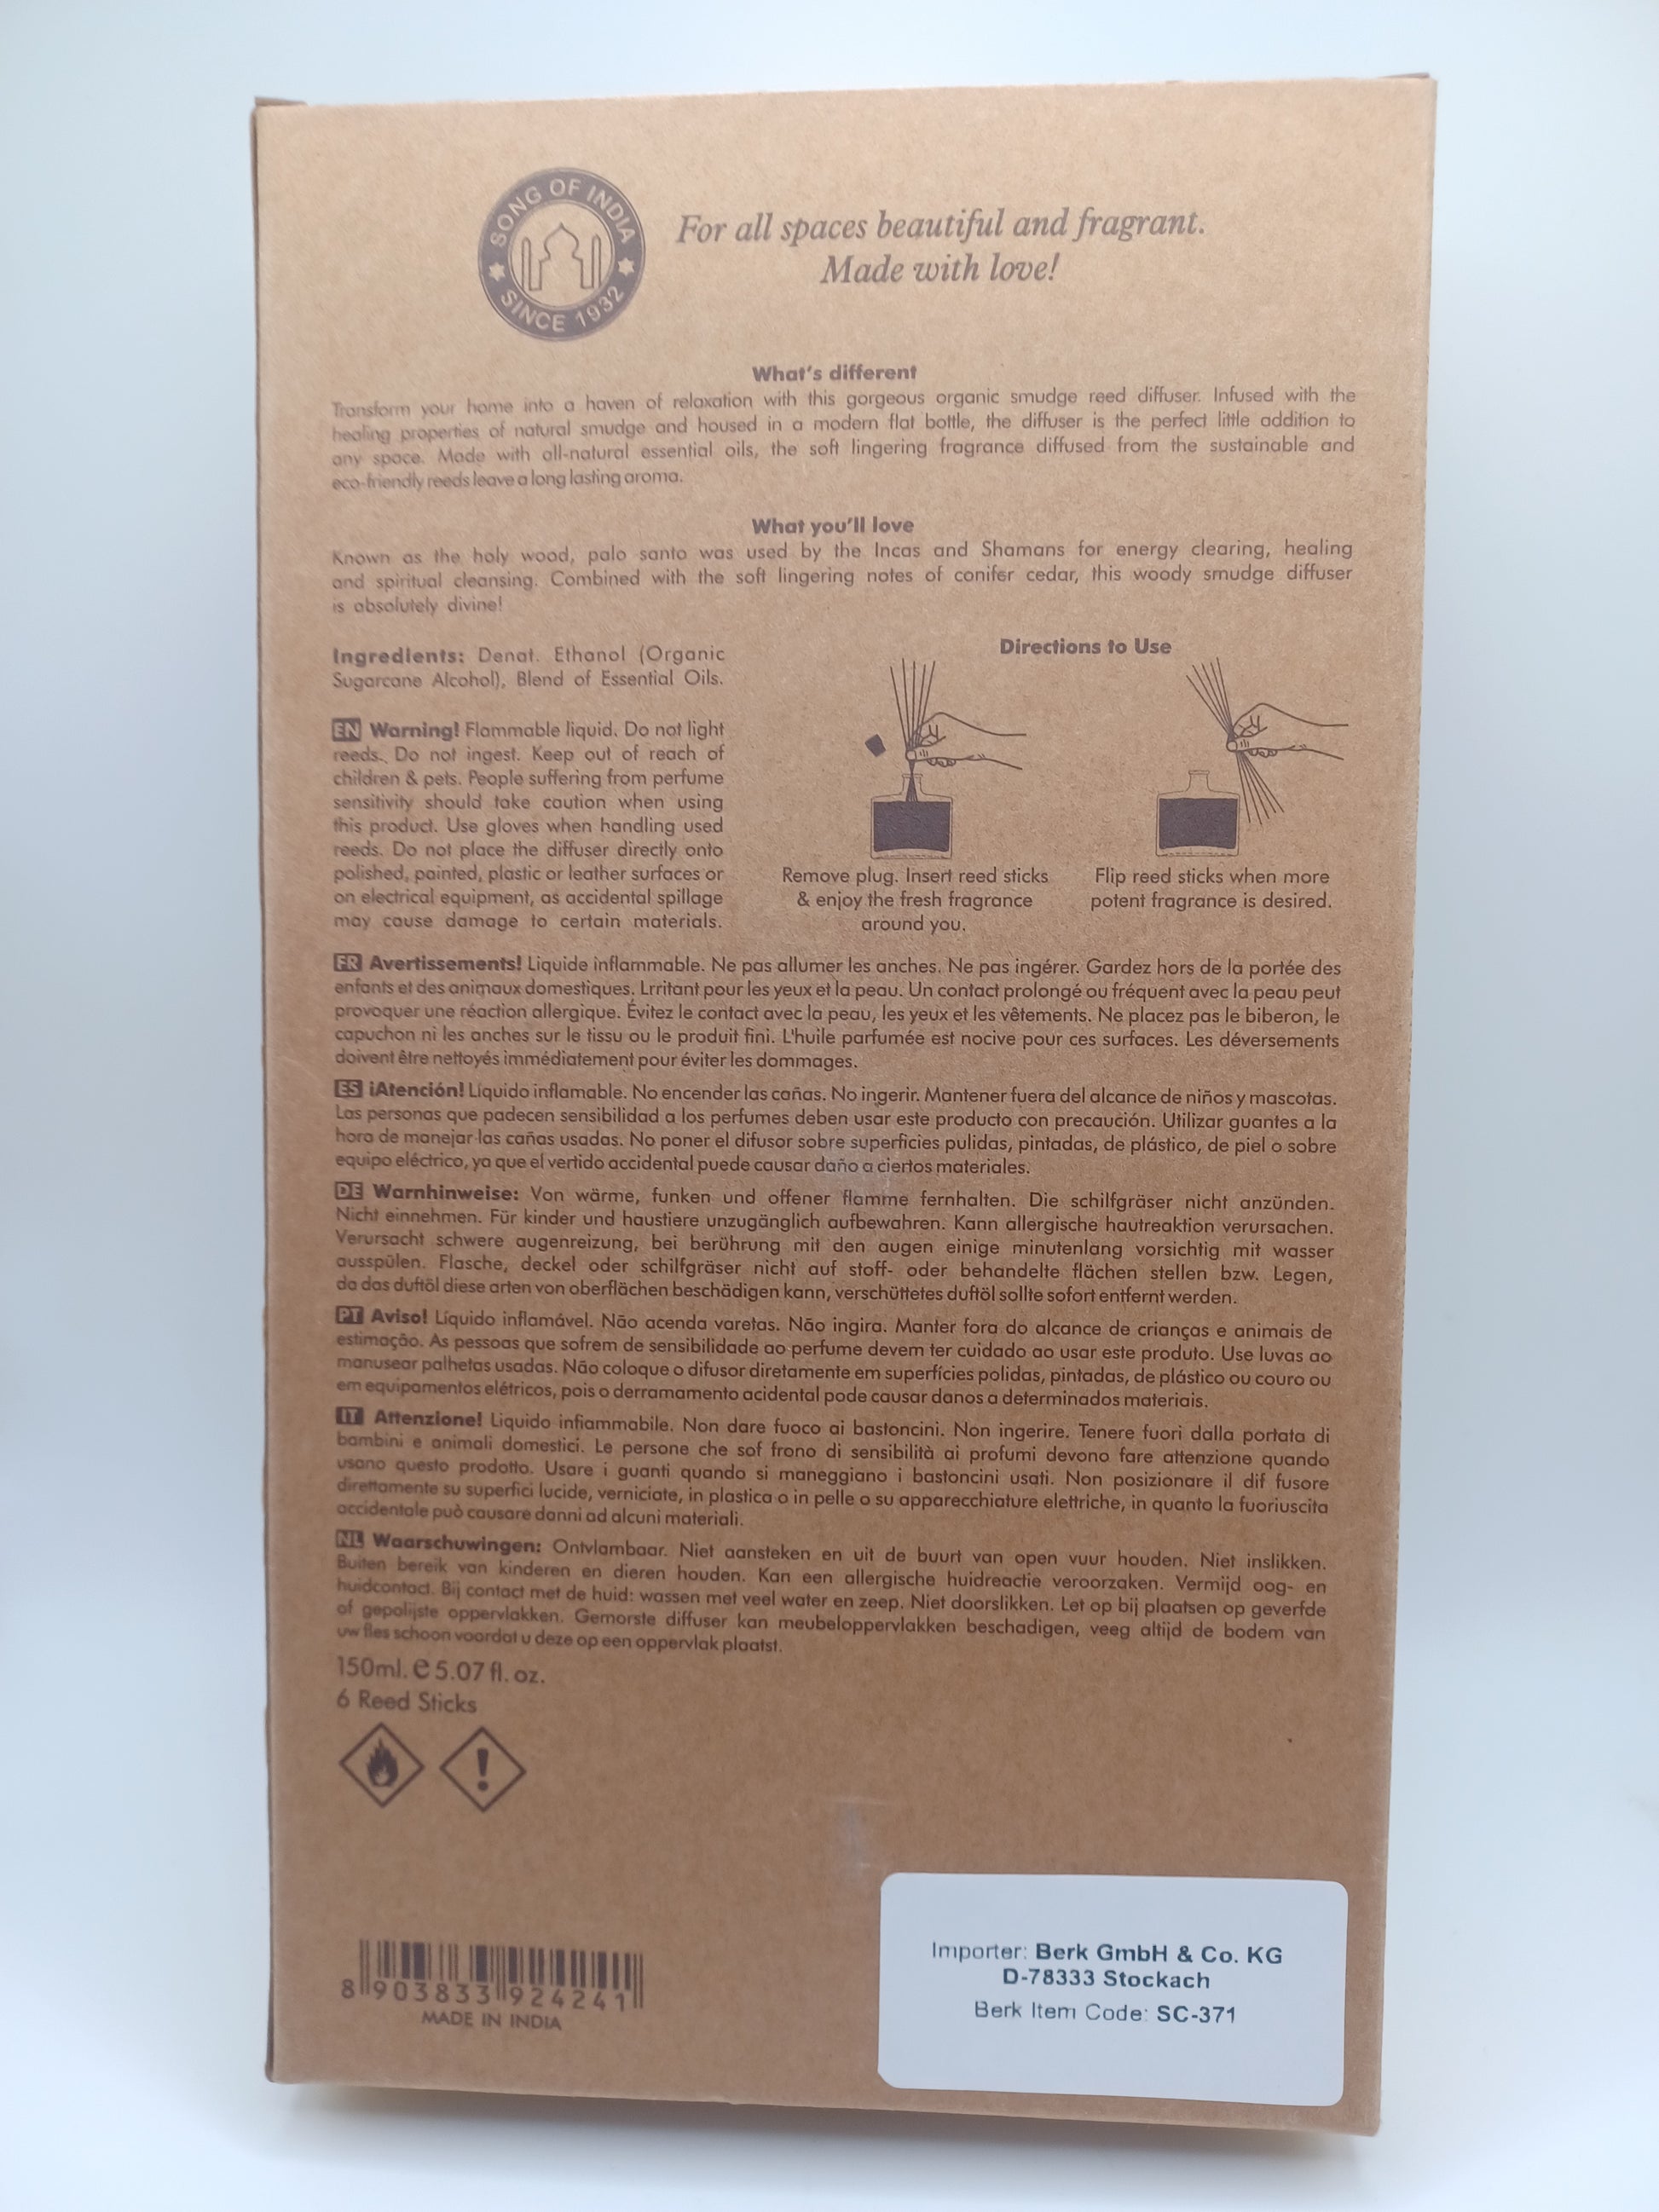 SONG OF INDIA
SINCE 1932
For all spaces beautiful and fragrant.
Made with love!
What's different
Transform your home into a haven of relaxation with this gorgeous organic smudge reed diffuser. Infused with the
healing properties of natural smudge and housed in a modern flat bottle, the diffuser is the perfect little addition to
any space. Made with all-natural essential oils, the soft lingering fragrance diffused from the sustainable and
eco-friendly reeds leave a long lasting aroma.
What you'll love
Known as the holy wood, palo santo was used by the Incas and Shamans for energy clearing, healing
and spiritual cleansing. Combined with the soft lingering notes of conifer cedar, this woody smudge diffuser
is absolutely divine!
Ingredients: Denat. Ethanol (Organic
Sugarcane Alcohol), Blend of Essential Oils.
EN Warning! Flammable liquid. Do not light
reeds. Do not ingest. Keep out of reach of
children & pets. People suffering from perfume
sensitivity should take caution when using
this product. Use gloves when handling used
reeds. Do not place the diffuser directly onto
polished, painted, plastic or leather surfaces or
on electrical equipment, as accidental spillage
may cause damage to certain materials.
Directions to Use
Remove plug. Insert reed sticks
& enjoy the fresh fragrance
around you.
Flip reed sticks when more
potent fragrance is desired.
FR Avertissements! Liquide inflammable. Ne pas allumer les anches. Ne pas ingérer. Gardez hors de la portée des
enfants et des animaux domestiques. Lrritant pour les yeux et la peau. Un contact prolongé ou fréquent avec la peau peut
provoquer une réaction allergique. Évitez le contact avec la peau, les yeux et les vêtements. Ne placez pas le biberon, le
capuchon ni les anches sur le tissu ou le produit fini. L'huile parfumée est nocive pour ces surfaces. Les déversements
doivent être nettoyés immédiatement pour éviter les dommages.
ES ¡Atención! Líquido inflamable. No encender las cañas. No ingerir. Mantener fuera del alcance de niños y mascotas.
Las personas que padecen sensibilidad a los perfumes deben usar este producto con precaución. Utilizar guantes a la
hora de manejar las cañas usadas. No poner el difusor sobre superficies pulidas, pintadas, de plástico, de piel o sobre
equipo eléctrico, ya que el vertido accidental puede causar daño a ciertos materiales.
DE Warnhinweise: Von wärme, funken und offener flamme fernhalten. Die schilfgräser nicht anzünden.
Nicht einnehmen. Für kinder und haustiere unzugänglich aufbewahren. Kann allergische hautreaktion verursachen.
Verursacht schwere augenreizung, bei berührung mit den augen einige minutenlang vorsichtig mit wasser
ausspülen. Flasche, deckel oder schilfgräser nicht auf stoff- oder behandelte flächen stellen bzw. Legen,
da das duftöl diese arten von oberflächen beschädigen kann, verschüttetes duftöl sollte sofort entfernt werden.
PT Aviso! Líquido inflamável. Não acenda varetas. Não ingira. Manter fora do alcance de crianças e animais de
estimação. As pessoas que sofrem de sensibilidade ao perfume devem ter cuidado ao usar este produto. Use luvas ao
manusear palhetas usadas. Não coloque o difusor diretamente em superfícies polidas, pintadas, de plástico ou couro ou
em equipamentos elétricos, pois o derramamento acidental pode causar danos a determinados materiais.
IT Attenzione! Liquido infiammabile. Non dare fuoco ai bastoncini. Non ingerire. Tenere fuori dalla portata di
bambini e animali domestici. Le persone che sof frono di sensibilità ai profumi devono fare attenzione quando
usano questo prodotto. Usare i guanti quando si maneggiano i bastoncini usati. Non posizionare il dif fusore
direttamente su superfici lucide, verniciate, in plastica o in pelle o su apparecchiature elettriche, in quanto la fuoriuscita
accidentale può causare danni ad alcuni materiali.
NL Waarschuwingen: Ontvlambaar. Niet aansteken en uit de buurt van open vuur houden. Niet inslikken.
Buiten bereik van kinderen en dieren houden. Kan een allergische huidreactie veroorzaken. Vermijd oog- en
huidcontact. Bij contact met de huid: wassen met veel water en zeep. Niet doorslikken. Let op bij plaatsen op geverfde
of gepolijste oppervlakken. Gemorste diffuser kan meubeloppervlakken beschadigen, veeg altijd de bodem van
uw fles schoon voordat u deze op een oppervlak plaatst.
150ml. e 5.07 fl. oz.
6 Reed Sticks
8 903833 924241
MADE IN INDIA
Importer: Berk GmbH & Co. KG
D-78333 Stockach
Berk Item Code: SC-371